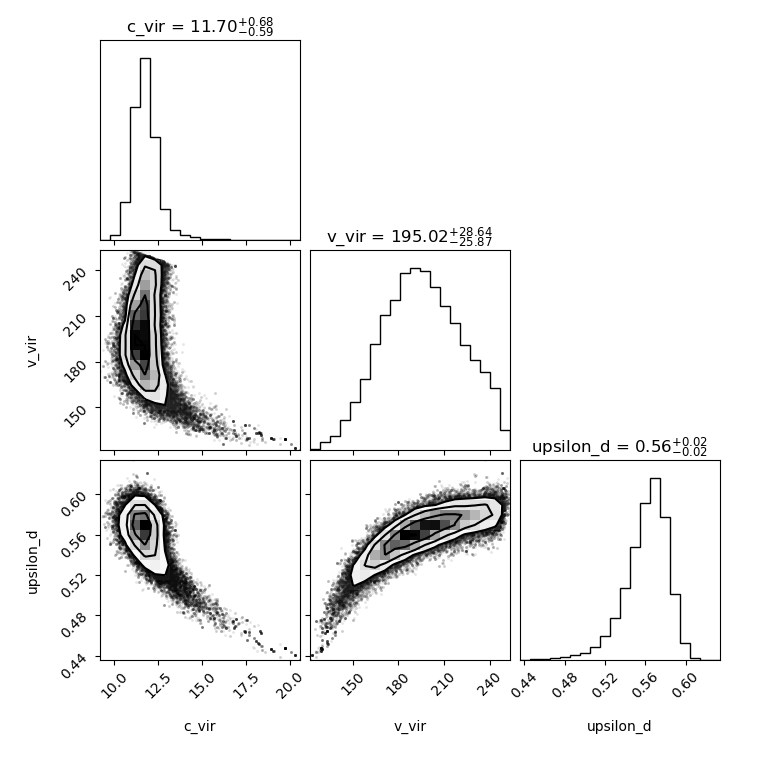 c_vir = 11.70+0.68−0.59
v_vir = 195.02+28.64−25.87
240
210
180
150
v_vir
upsilon_d = 0.56+0.02−0.02
0.60
0.56
0.52
0.48
0.44
upsilon_d
10.0 12.5 15.0 17.5 20.0
150 180 210 240
0.44 0.48 0.52 0.56 0.60
c_vir
v_vir
upsilon_d